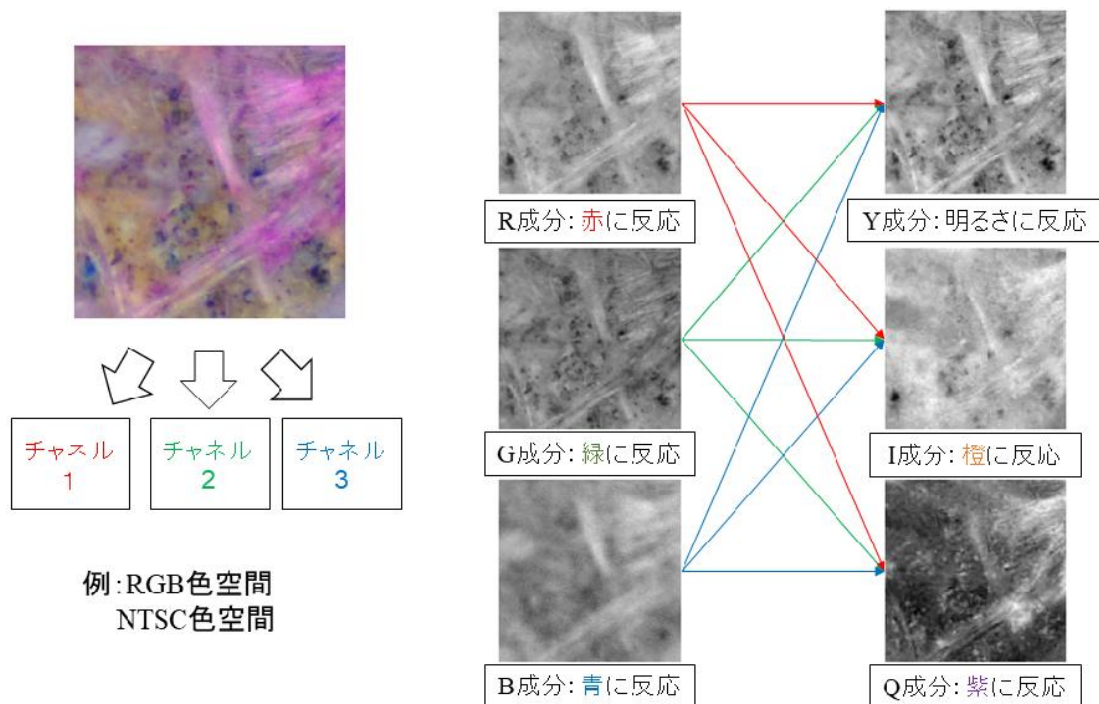 チャスル
1
チャネル
2
チャネル
3
例:RGB色空間
NTSC色空間
R成分:赤に反応
G成分:緑に反応
B成分:青に反応
Y成分:明るさに反応
I成分:橙に反応
Q成分:紫に反応